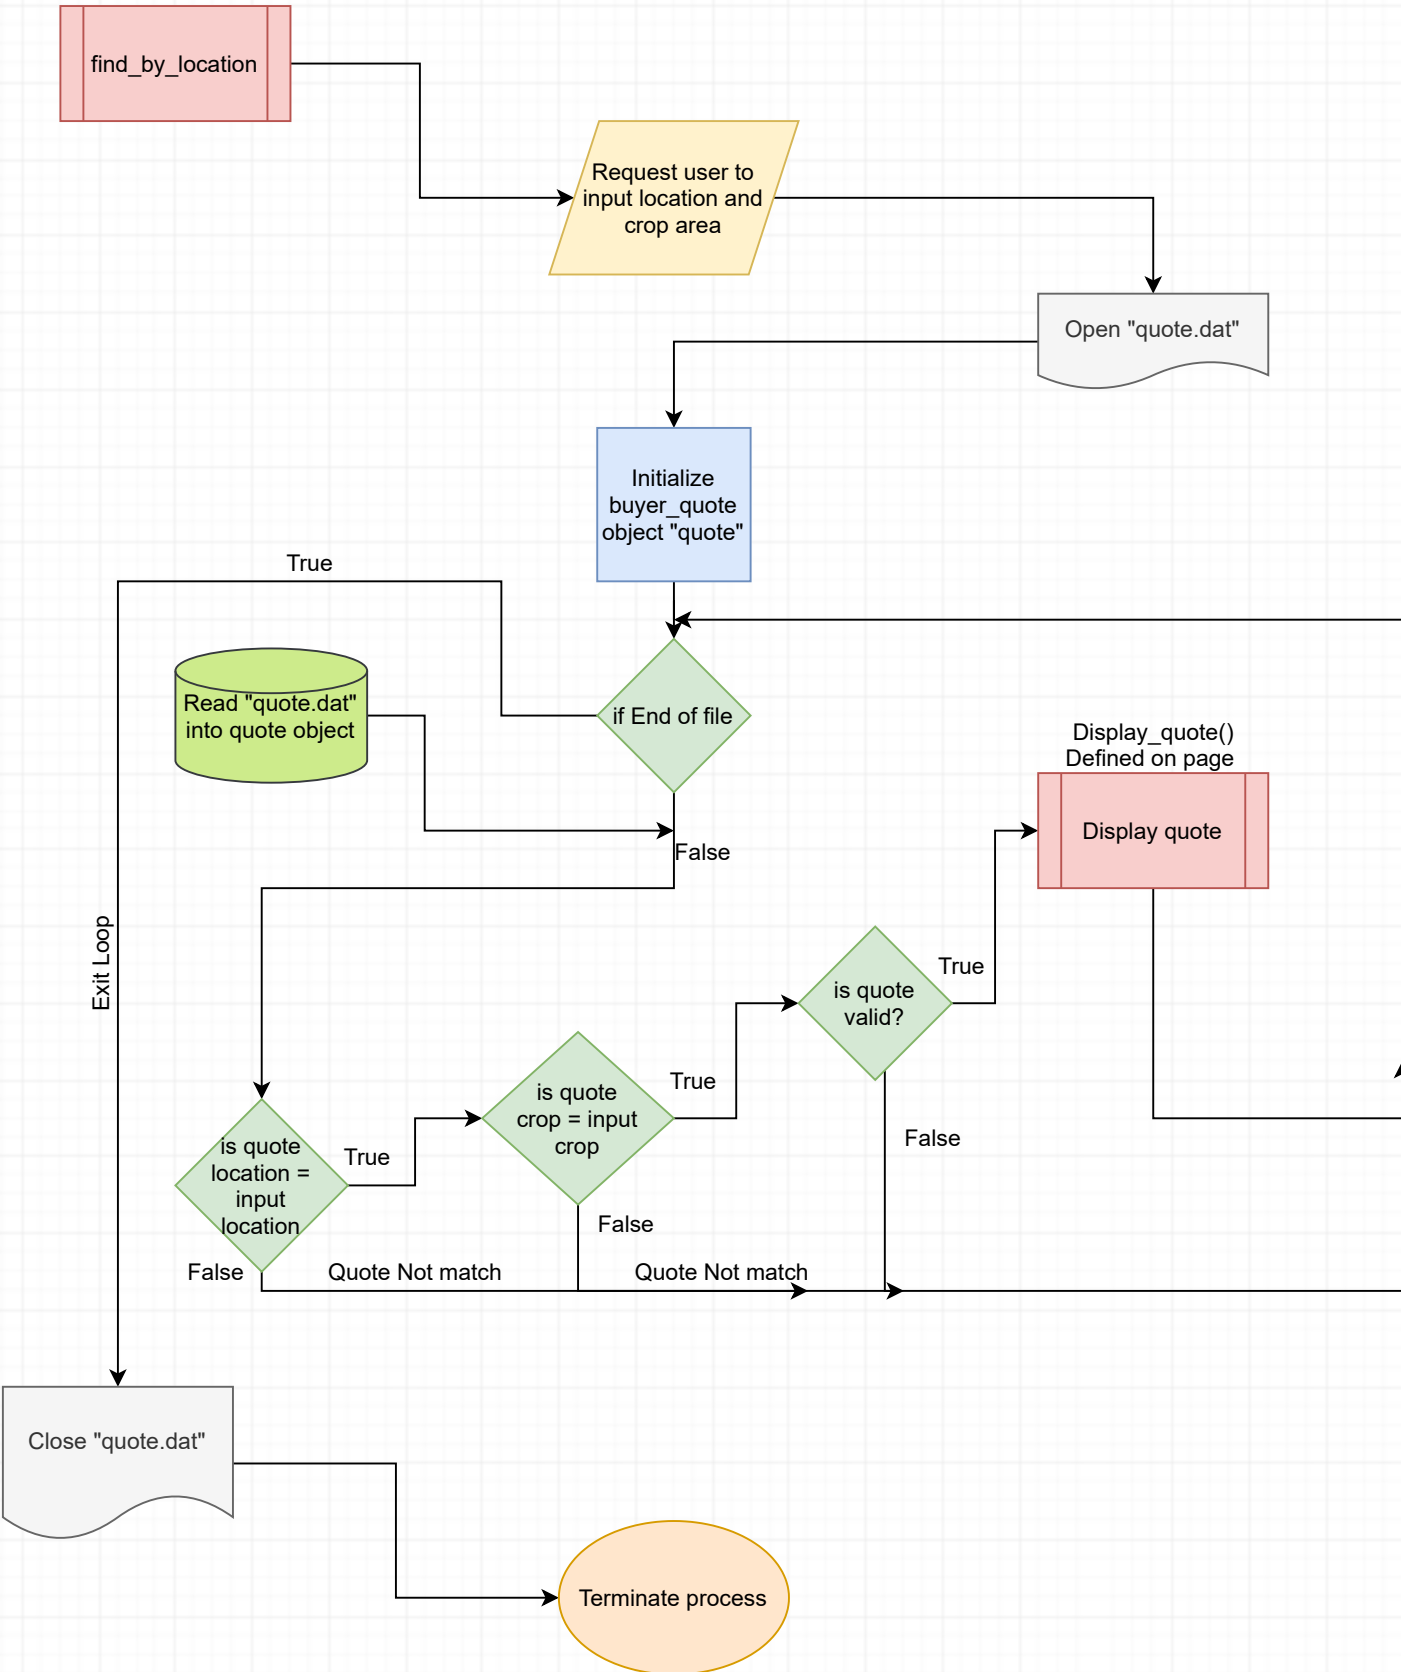 find_by_location
Request user to
input location and
crop area
Open "quote.dat"
Initialize
buyer_quote
object "quote"
True
Read "quote.dat"
into quote object
if End of file
Display_quote()
Defined on page
Display quote
False
Exit Loop
is quote
valid?
True
is quote
crop = input
crop
True
is quote
location =
input
location
True
False
False
False
Quote Not match
Quote Not match
Close "quote.dat"
Terminate process